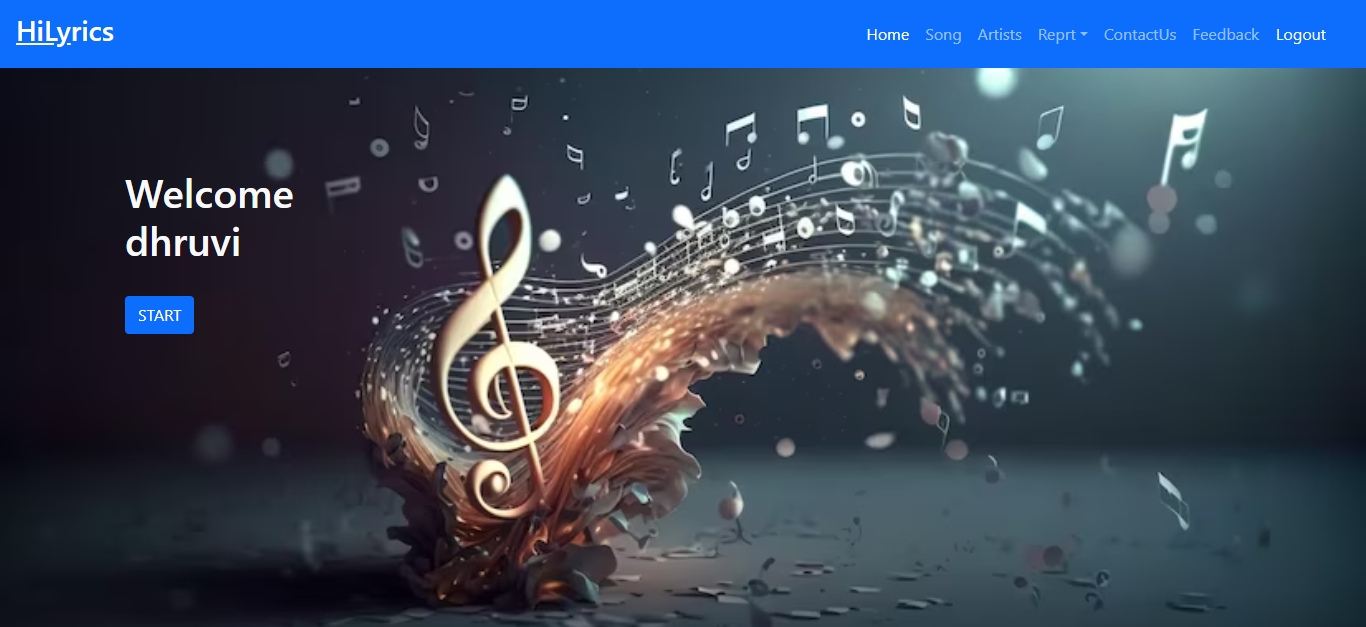 HiLyrics
Home Song Artists Reprt ContactUs Feedback Logout
Welcome
dhruvi
START